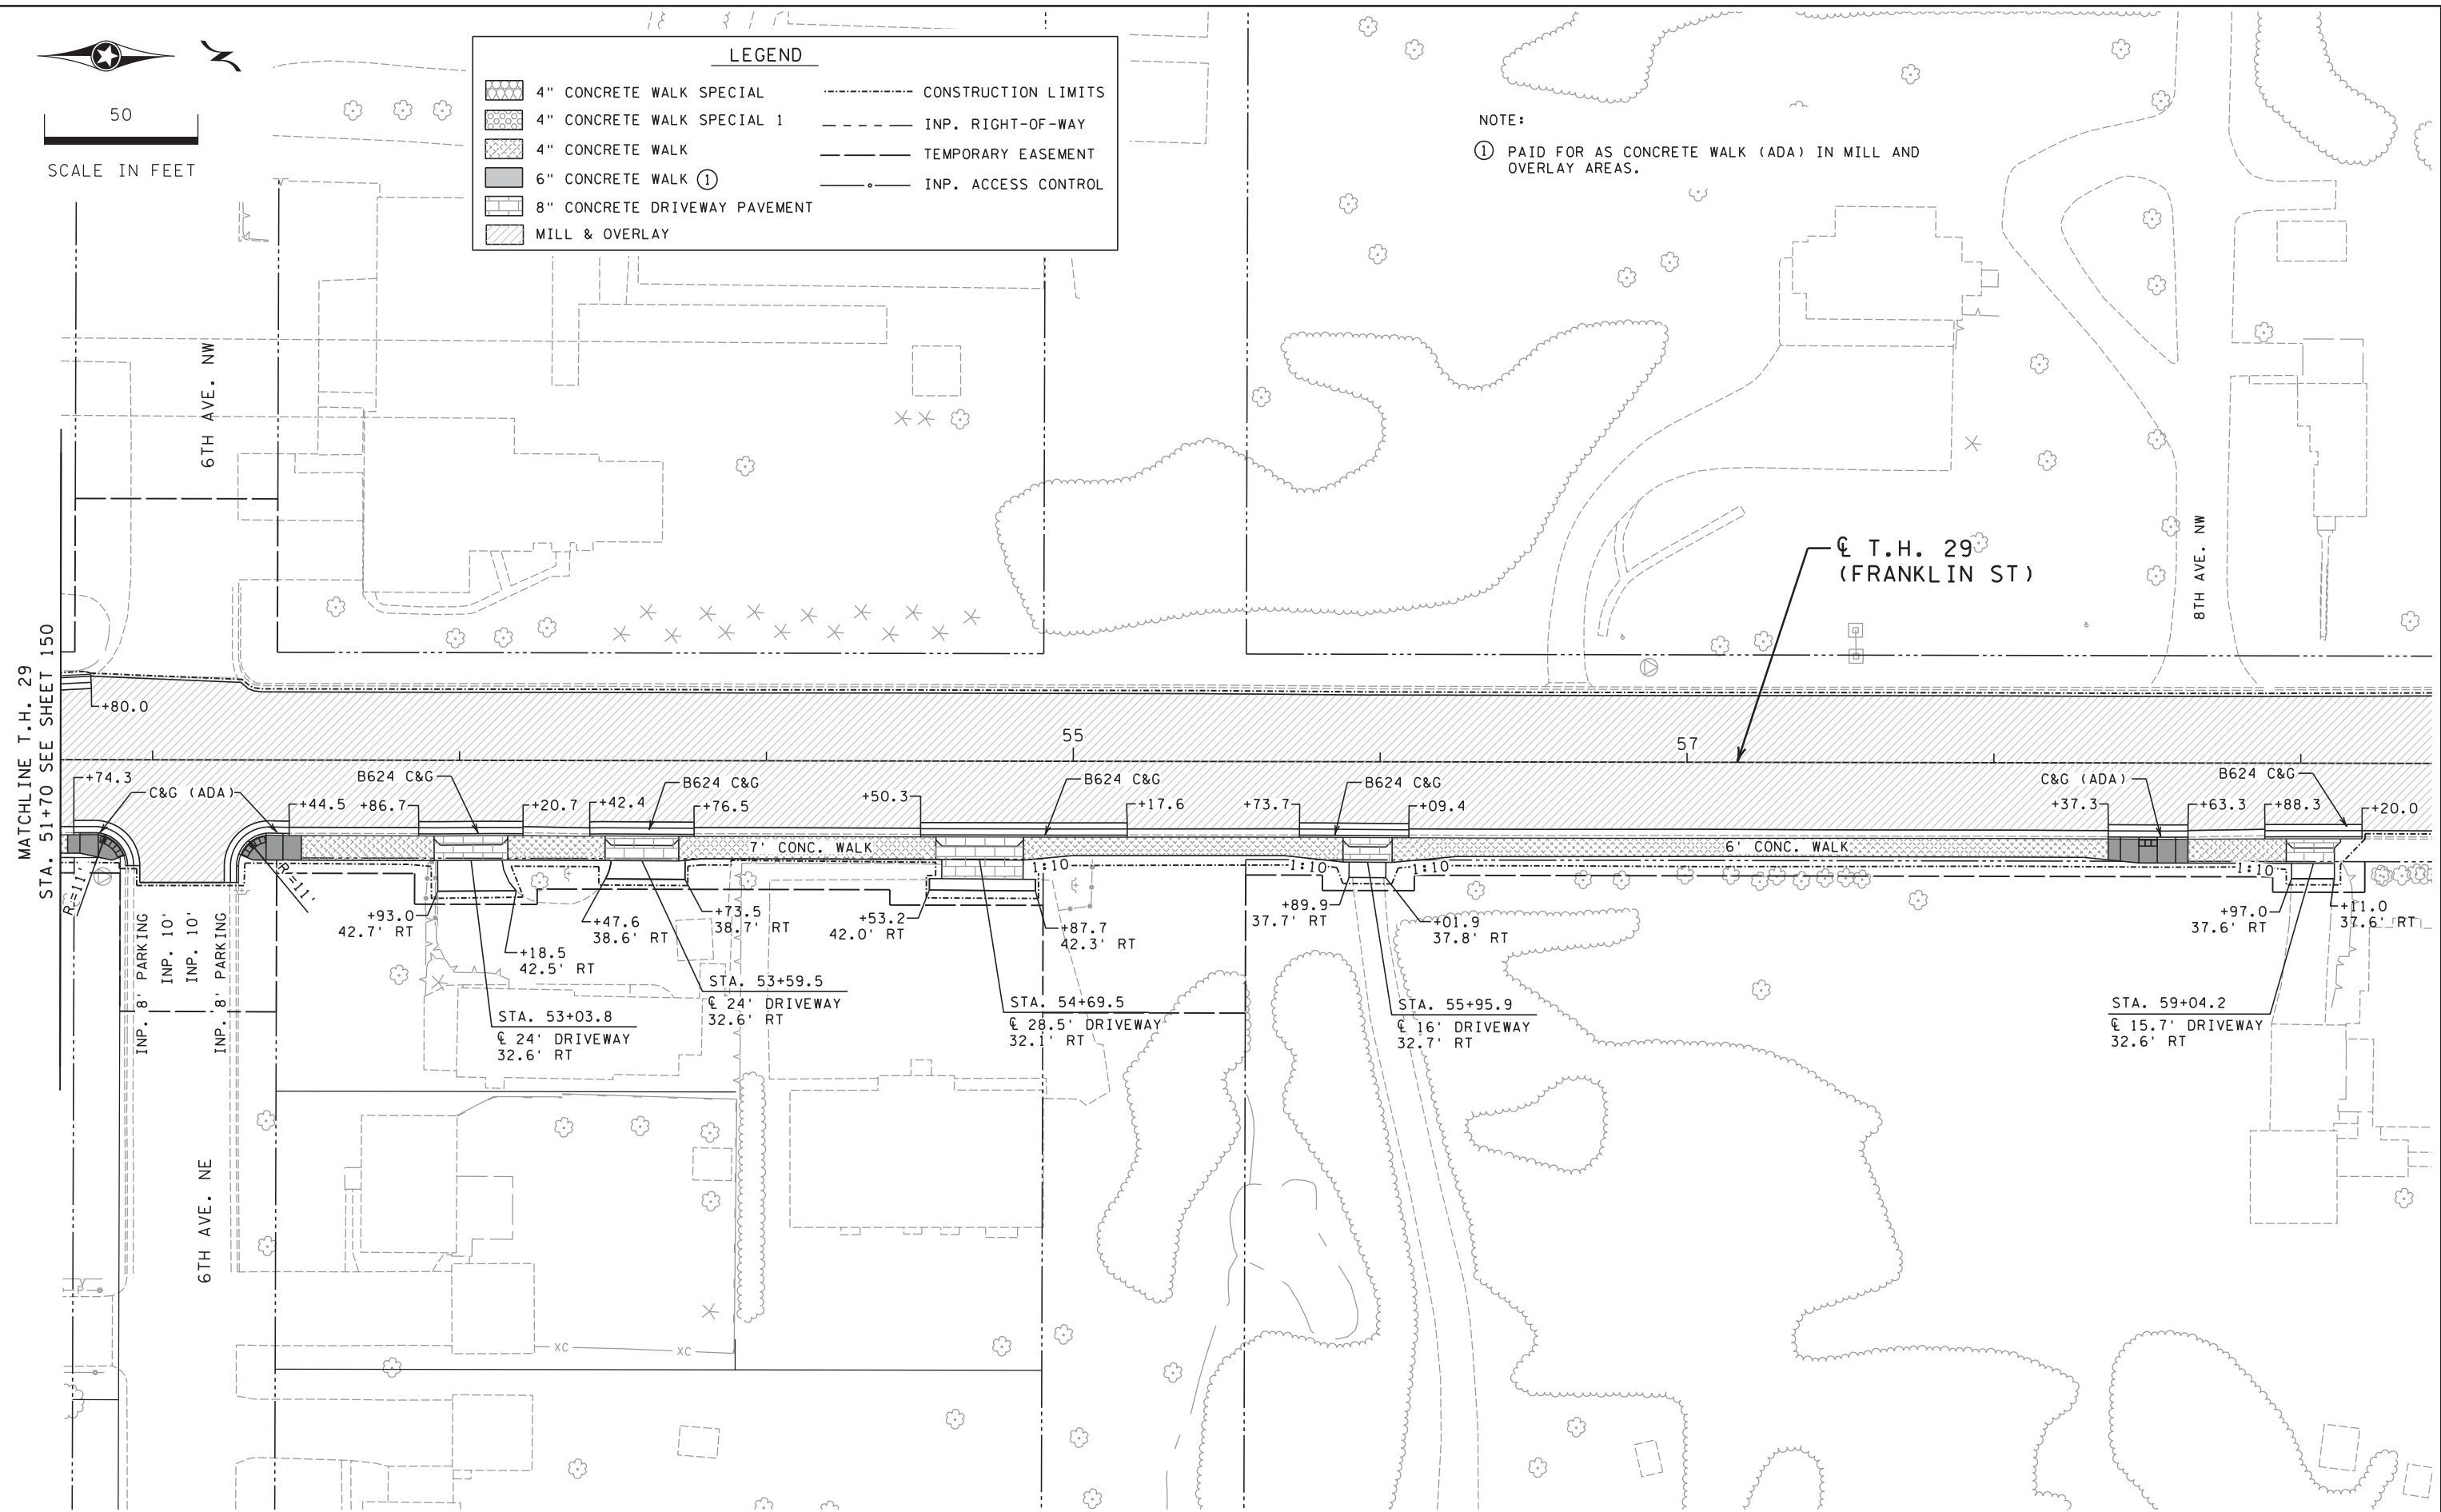 LEGEND
4" CONCRETE WALK SPECIAL
4" CONCRETE WALK SPECIAL 1
4" CONCRETE WALK
6" CONCRETE WALK ①
8" CONCRETE DRIVEWAY PAVEMENT
MILL & OVERLAY
CONSTRUCTION LIMITS
INP. RIGHT-OF-WAY
TEMPORARY EASEMENT
INP. ACCESS CONTROL
50
SCALE IN FEET
NOTE:
① PAID FOR AS CONCRETE WALK (ADA) IN MILL AND
OVERLAY AREAS.
6TH AVE. NW
8TH AVE. NW
℄ T.H. 29
(FRANKLIN ST)
MATCHLINE T.H. 29
STA. 51+70 SEE SHEET 150
+80.0
55
57
+74.3
C&G (ADA)
+44.5
+86.7
B624 C&G
+20.7
+42.4
B624 C&G
+76.5
+50.3
B624 C&G
+17.6
+73.7
B624 C&G
+09.4
C&G (ADA)
+37.3
+63.3
B624 C&G
+88.3
+20.0
7' CONC. WALK
6' CONC. WALK
1:10
1:10
1:10
1:10
R=17'
R=11'
+93.0
42.7' RT
+18.5
42.5' RT
+47.6
38.6' RT
+73.5
38.7' RT
+53.2
42.0' RT
+87.7
42.3' RT
+89.9
37.7' RT
+01.9
37.8' RT
+97.0
37.6' RT
+11.0
37.6' RT
INP. 8' PARKING
INP. 10'
INP. 10'
INP. 8' PARKING
STA. 53+03.8
℄ 24' DRIVEWAY
32.6' RT
STA. 53+59.5
℄ 24' DRIVEWAY
32.6' RT
STA. 54+69.5
℄ 28.5' DRIVEWAY
32.1' RT
STA. 55+95.9
℄ 16' DRIVEWAY
32.7' RT
STA. 59+04.2
℄ 15.7' DRIVEWAY
32.6' RT
6TH AVE. NE
XC
XC